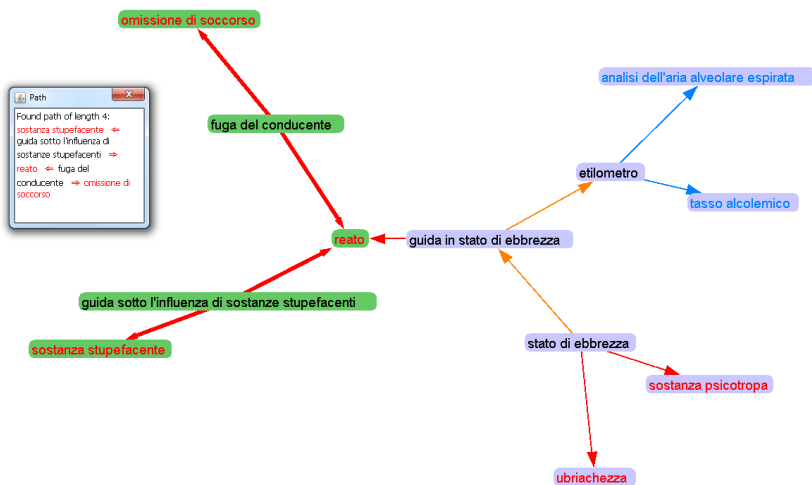 omissione di soccorso
analisi dell'aria alveolare espirata
Path
Found path of length 4:
sostanza stupefacente ⇐
guida sotto l'influenza di
sostanze stupefacenti ⇒
reato ⇐ fuga del
conducente ⇒ omissione di
soccorso
fuga del conducente
etilometro
tasso alcolemico
reato
guida in stato di ebbrezza
guida sotto l'influenza di sostanze stupefacenti
sostanza stupefacente
stato di ebbrezza
sostanza psicotropa
ubriachezza